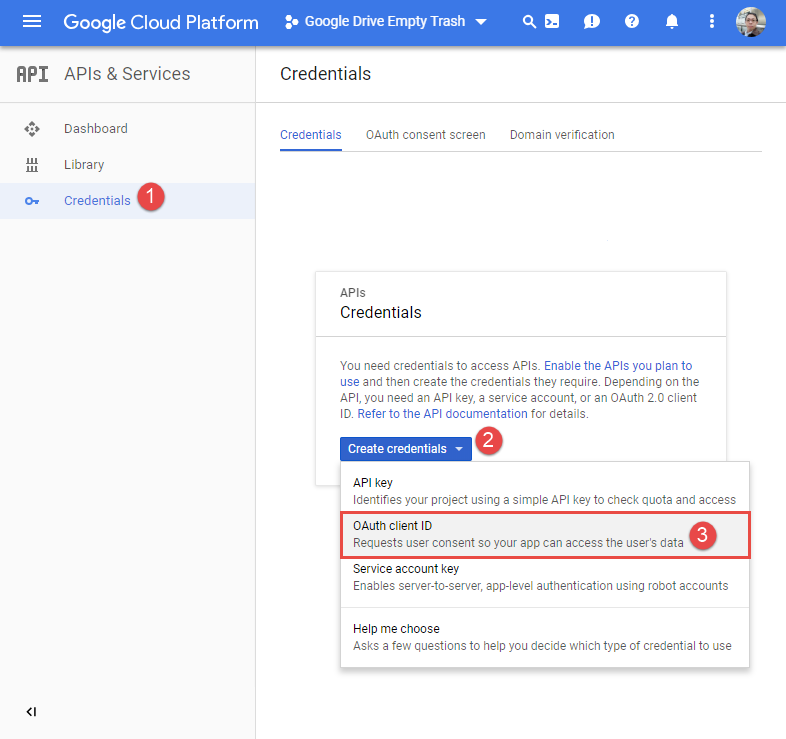 Google Cloud Platform
Google Drive Empty Trash
API
APIs & Services
Credentials
Dashboard
Library
Credentials
1
Credentials
OAuth consent screen
Domain verification
APIs
Credentials
You need credentials to access APIs. Enable the APIs you plan to
use and then create the credentials they require. Depending on the
API, you need an API key, a service account, or an OAuth 2.0 client
ID. Refer to the API documentation for details.
Create credentials
2
API key
Identifies your project using a simple API key to check quota and access
OAuth client ID
Requests user consent so your app can access the user's data
3
Service account key
Enables server-to-server, app-level authentication using robot accounts
Help me choose
Asks a few questions to help you decide which type of credential to use